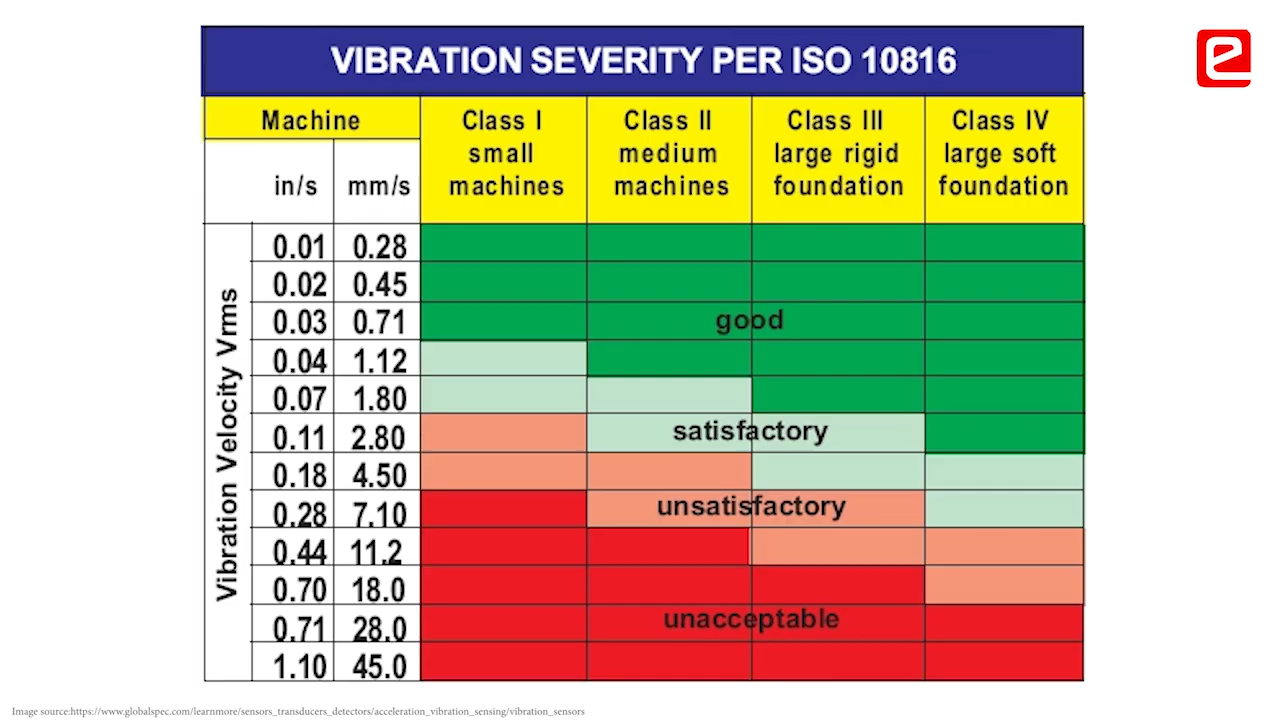 VIBRATION SEVERITY PER ISO 10816
Machine
in/s mm/s
Class I
small
machines
Class II
medium
machines
Class III
large rigid
foundation
Class IV
large soft
foundation
Vibration Velocity Vrms
0.01 0.28
0.02 0.45
0.03 0.71
good
0.04 1.12
0.07 1.80
0.11 2.80
satisfactory
0.18 4.50
0.28 7.10
unsatisfactory
0.44 11.2
0.70 18.0
0.71 28.0
unacceptable
1.10 45.0
e
Image source:https://www.globalspec.com/learnmore/sensors_transducers_detectors/acceleration_vibration_sensing/vibration_sensors